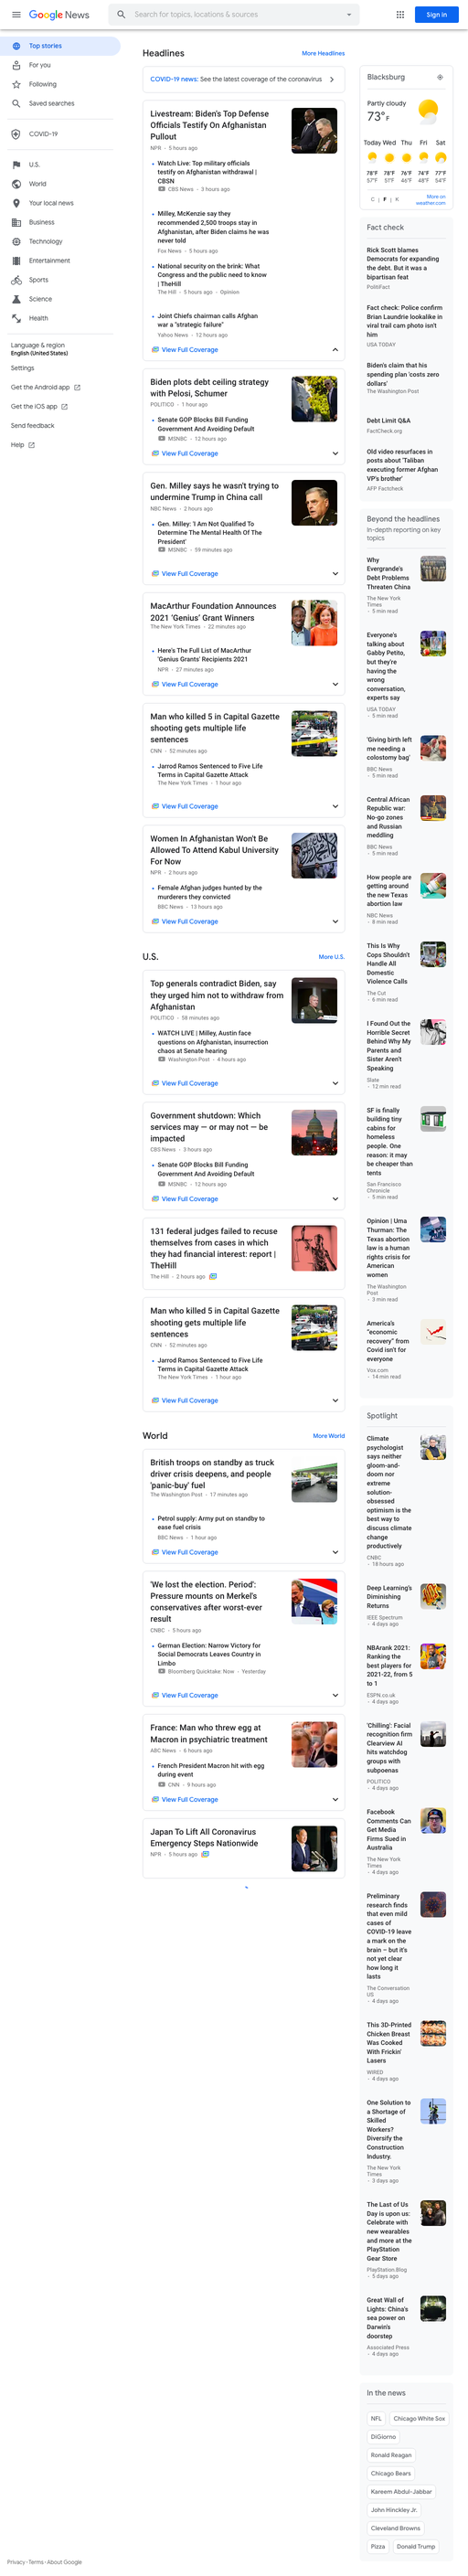 Google News
Search for topics, locations & sources
Sign in
Top stories
For you
Following
Saved searches
COVID-19
U.S.
World
Your local news
Business
Technology
Entertainment
Sports
Science
Health
Language & region
English (United States)
Settings
Get the Android app
Get the iOS app
Send feedback
Help
Headlines
More Headlines
COVID-19 news: See the latest coverage of the coronavirus
Livestream: Biden's Top Defense
Officials Testify On Afghanistan
Pullout
NPR · 5 hours ago
Watch Live: Top military officials
testify on Afghanistan withdrawal |
CBSN
CBS News · 3 hours ago
Milley, McKenzie say they
recommended 2,500 troops stay in
Afghanistan, after Biden claims he was
never told
Fox News · 5 hours ago
National security on the brink: What
Congress and the public need to know
| TheHill
The Hill · 5 hours ago · Opinion
Joint Chiefs chairman calls Afghan
war a "strategic failure"
Yahoo News · 12 hours ago
View Full Coverage
Biden plots debt ceiling strategy
with Pelosi, Schumer
POLITICO · 1 hour ago
Senate GOP Blocks Bill Funding
Government And Avoiding Default
MSNBC · 12 hours ago
View Full Coverage
Gen. Milley says he wasn't trying to
undermine Trump in China call
NBC News · 2 hours ago
Gen. Milley: 'I Am Not Qualified To
Determine The Mental Health Of The
President'
MSNBC · 59 minutes ago
View Full Coverage
MacArthur Foundation Announces
2021 'Genius' Grant Winners
The New York Times · 22 minutes ago
Here's The Full List of MacArthur
'Genius Grants' Recipients 2021
NPR · 27 minutes ago
View Full Coverage
Man who killed 5 in Capital Gazette
shooting gets multiple life
sentences
CNN · 52 minutes ago
Jarrod Ramos Sentenced to Five Life
Terms in Capital Gazette Attack
The New York Times · 1 hour ago
View Full Coverage
Women In Afghanistan Won't Be
Allowed To Attend Kabul University
For Now
NPR · 2 hours ago
Female Afghan judges hunted by the
murderers they convicted
BBC News · 13 hours ago
View Full Coverage
U.S.
More U.S.
Top generals contradict Biden, say
they urged him not to withdraw from
Afghanistan
POLITICO · 58 minutes ago
WATCH LIVE | Milley, Austin face
questions on Afghanistan, insurrection
chaos at Senate hearing
Washington Post · 4 hours ago
View Full Coverage
Government shutdown: Which
services may — or may not — be
impacted
CBS News · 3 hours ago
Senate GOP Blocks Bill Funding
Government And Avoiding Default
MSNBC · 12 hours ago
View Full Coverage
131 federal judges failed to recuse
themselves from cases in which
they had financial interest: report |
TheHill
The Hill · 2 hours ago
Man who killed 5 in Capital Gazette
shooting gets multiple life
sentences
CNN · 52 minutes ago
Jarrod Ramos Sentenced to Five Life
Terms in Capital Gazette Attack
The New York Times · 1 hour ago
View Full Coverage
World
More World
British troops on standby as truck
driver crisis deepens, and people
'panic-buy' fuel
The Washington Post · 17 minutes ago
Petrol supply: Army put on standby to
ease fuel crisis
BBC News · 1 hour ago
View Full Coverage
'We lost the election. Period':
Pressure mounts on Merkel's
conservatives after worst-ever
result
CNBC · 5 hours ago
German Election: Narrow Victory for
Social Democrats Leaves Country in
Limbo
Bloomberg Quicktake: Now · Yesterday
View Full Coverage
France: Man who threw egg at
Macron in psychiatric treatment
ABC News · 6 hours ago
French President Macron hit with egg
during event
CNN · 9 hours ago
View Full Coverage
Japan To Lift All Coronavirus
Emergency Steps Nationwide
NPR · 5 hours ago
Blacksburg
Partly cloudy
73° F
Today Wed Thu Fri Sat
78°F 78°F 76°F 74°F 77°F
57°F 51°F 46°F 48°F 54°F
C | F | K
More on
weather.com
Fact check
Rick Scott blames
Democrats for expanding
the debt. But it was a
bipartisan feat
PolitiFact
Fact check: Police confirm
Brian Laundrie lookalike in
viral trail cam photo isn't
him
USA TODAY
Biden's claim that his
spending plan 'costs zero
dollars'
The Washington Post
Debt Limit Q&A
FactCheck.org
Old video resurfaces in
posts about 'Taliban
executing former Afghan
VP's brother'
AFP Factcheck
Beyond the headlines
In-depth reporting on key
topics
Why
Evergrande's
Debt Problems
Threaten China
The New York
Times
· 5 min read
Everyone's
talking about
Gabby Petito,
but they're
having the
wrong
conversation,
experts say
USA TODAY
· 5 min read
'Giving birth left
me needing a
colostomy bag'
BBC News
· 5 min read
Central African
Republic war:
No-go zones
and Russian
meddling
BBC News
· 5 min read
How people are
getting around
the new Texas
abortion law
NBC News
· 8 min read
This Is Why
Cops Shouldn't
Handle All
Domestic
Violence Calls
The Cut
· 6 min read
I Found Out the
Horrible Secret
Behind Why My
Parents and
Sister Aren't
Speaking
Slate
· 12 min read
SF is finally
building tiny
cabins for
homeless
people. One
reason: it may
be cheaper than
tents
San Francisco
Chronicle
· 5 min read
Opinion | Uma
Thurman: The
Texas abortion
law is a human
rights crisis for
American
women
The Washington
Post
· 3 min read
America's
"economic
recovery" from
Covid isn't for
everyone
Vox.com
· 14 min read
Spotlight
Climate
psychologist
says neither
gloom-and-
doom nor
extreme
solution-
obsessed
optimism is the
best way to
discuss climate
change
productively
CNBC
· 18 hours ago
Deep Learning's
Diminishing
Returns
IEEE Spectrum
· 4 days ago
NBArank 2021:
Ranking the
best players for
2021-22, from 5
to 1
ESPN.co.uk
· 4 days ago
'Chilling': Facial
recognition firm
Clearview AI
hits watchdog
groups with
subpoenas
POLITICO
· 4 days ago
Facebook
Comments Can
Get Media
Firms Sued in
Australia
The New York
Times
· 4 days ago
Preliminary
research finds
that even mild
cases of
COVID-19 leave
a mark on the
brain – but it's
not yet clear
how long it
lasts
The Conversation
US
· 4 days ago
This 3D-Printed
Chicken Breast
Was Cooked
With Frickin'
Lasers
WIRED
· 4 days ago
One Solution to
a Shortage of
Skilled
Workers?
Diversify the
Construction
Industry.
The New York
Times
· 3 days ago
The Last of Us
Day is upon us:
Celebrate with
new wearables
and more at the
PlayStation
Gear Store
PlayStation.Blog
· 5 days ago
Great Wall of
Lights: China's
sea power on
Darwin's
doorstep
Associated Press
· 4 days ago
In the news
NFL
Chicago White Sox
DiGiorno
Ronald Reagan
Chicago Bears
Kareem Abdul-Jabbar
John Hinckley Jr.
Cleveland Browns
Pizza
Donald Trump
Privacy · Terms · About Google